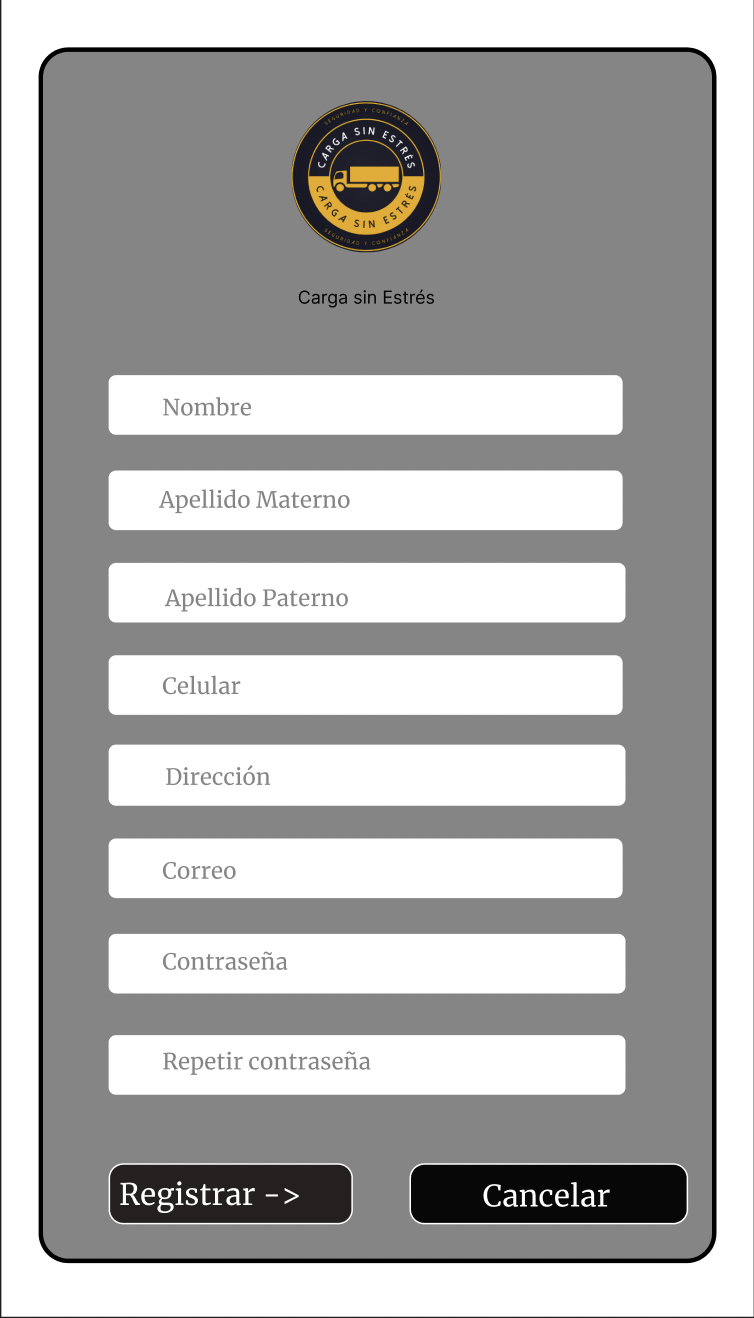 SEGURIDAD Y CONFIANZA
CARGA SIN ESTRÉS
CARGA SIN ESTRÉS
SEGURIDAD Y CONFIANZA
Carga sin Estrés
Nombre
Apellido Materno
Apellido Paterno
Celular
Dirección
Correo
Contraseña
Repetir contraseña
Registrar ->
Cancelar